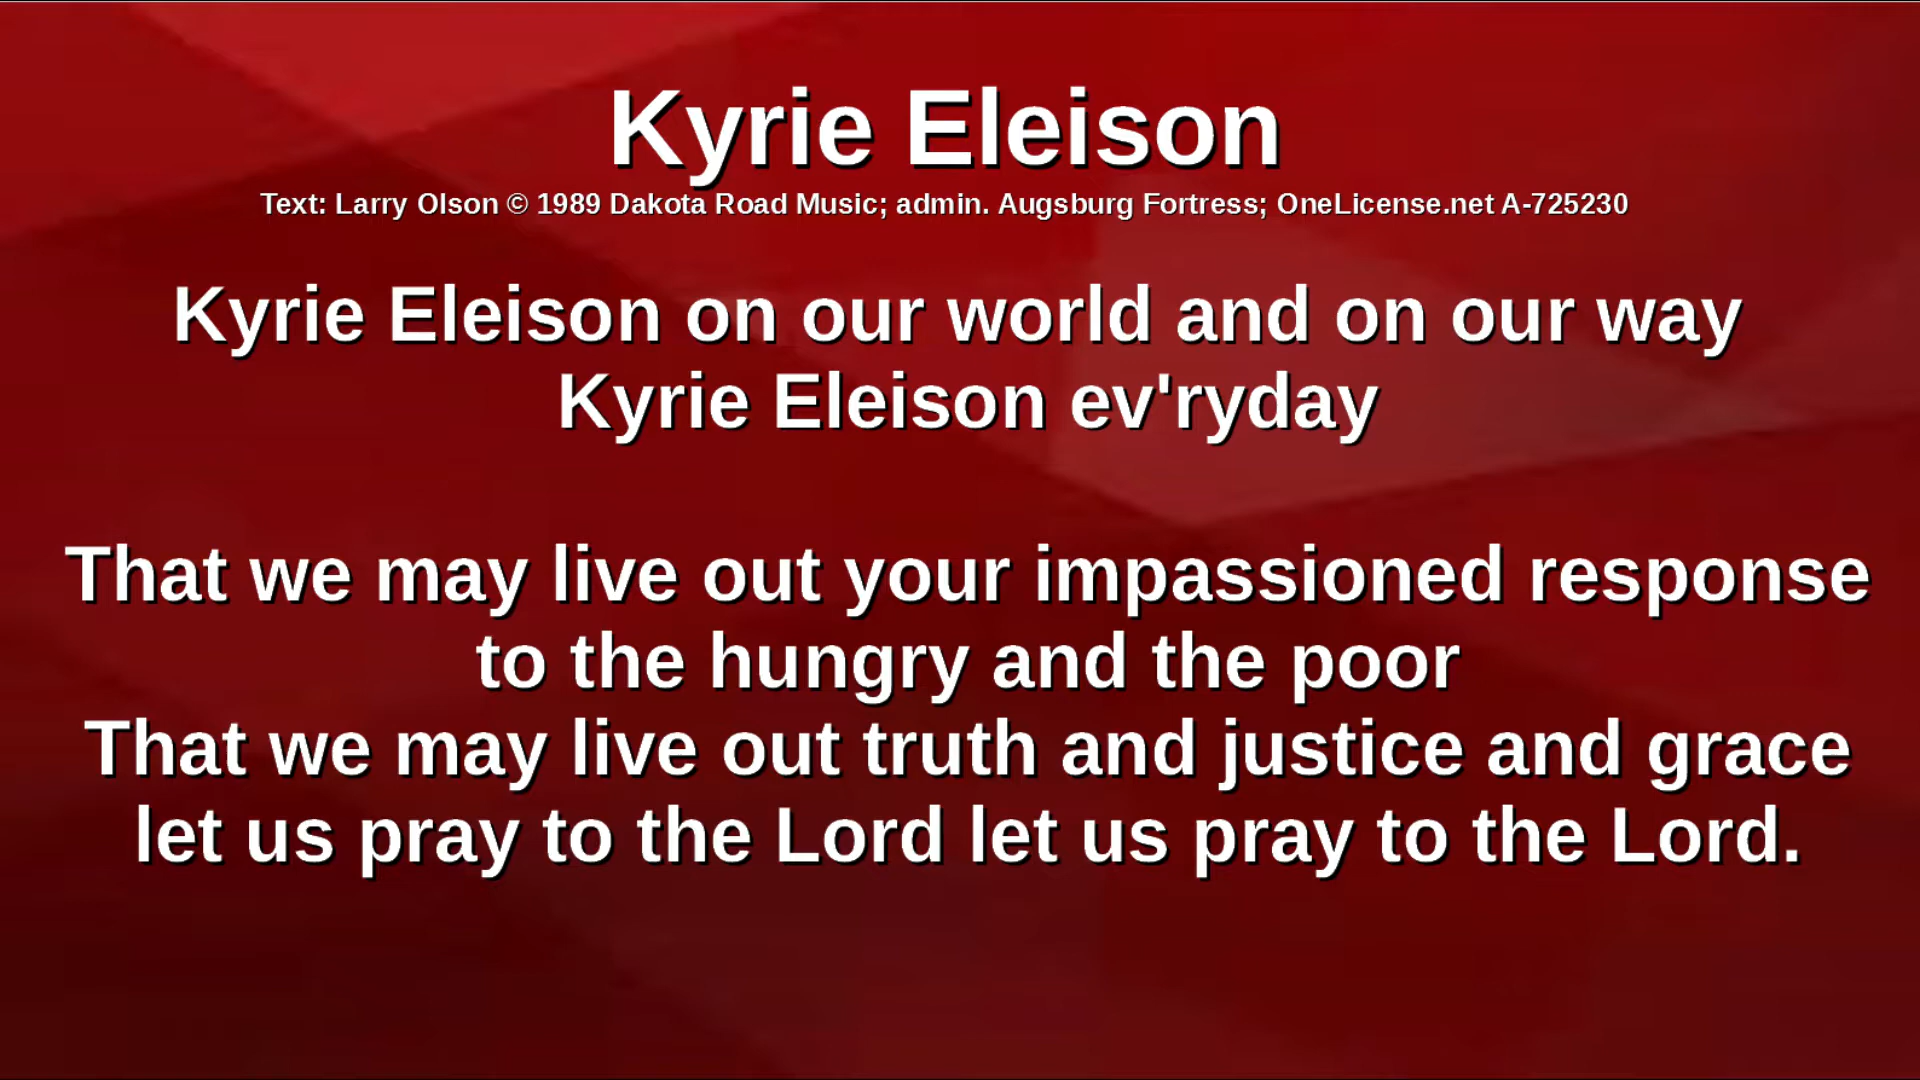 Kyrie Eleison
Text: Larry Olson © 1989 Dakota Road Music; admin. Augsburg Fortress; OneLicense.net A-725230
Kyrie Eleison on our world and on our way
Kyrie Eleison ev'ryday
That we may live out your impassioned response
to the hungry and the poor
That we may live out truth and justice and grace
let us pray to the Lord let us pray to the Lord.